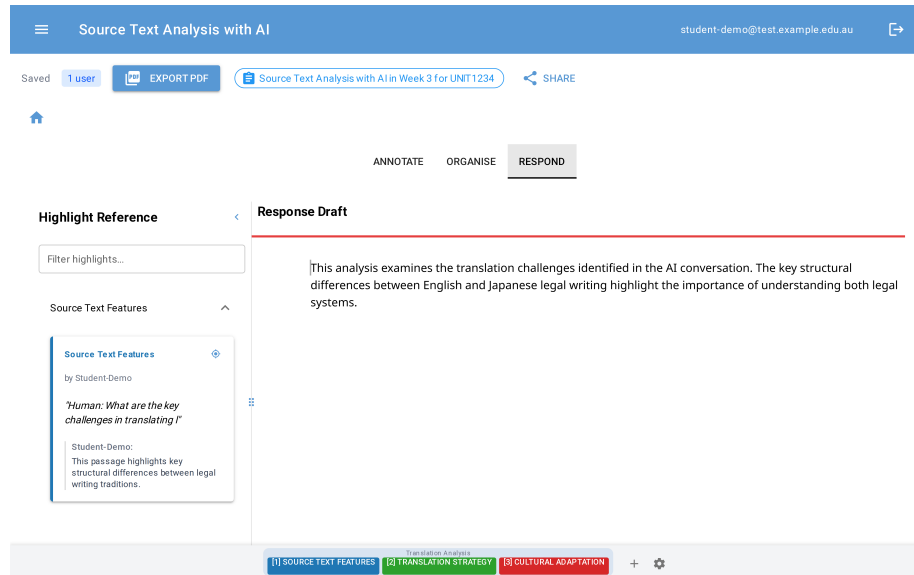 Source Text Analysis with AI
student-demo@test.example.edu.au
Saved
1 user
EXPORT PDF
Source Text Analysis with AI in Week 3 for UNIT1234
SHARE
ANNOTATE
ORGANISE
RESPOND
Highlight Reference
Filter highlights...
Source Text Features
Source Text Features
by Student-Demo
"Human: What are the key
challenges in translating l"
Student-Demo:
This passage highlights key
structural differences between legal
writing traditions.
Response Draft
This analysis examines the translation challenges identified in the AI conversation. The key structural
differences between English and Japanese legal writing highlight the importance of understanding both legal
systems.
Translation Analysis
[1] SOURCE TEXT FEATURES
[2] TRANSLATION STRATEGY
[3] CULTURAL ADAPTATION